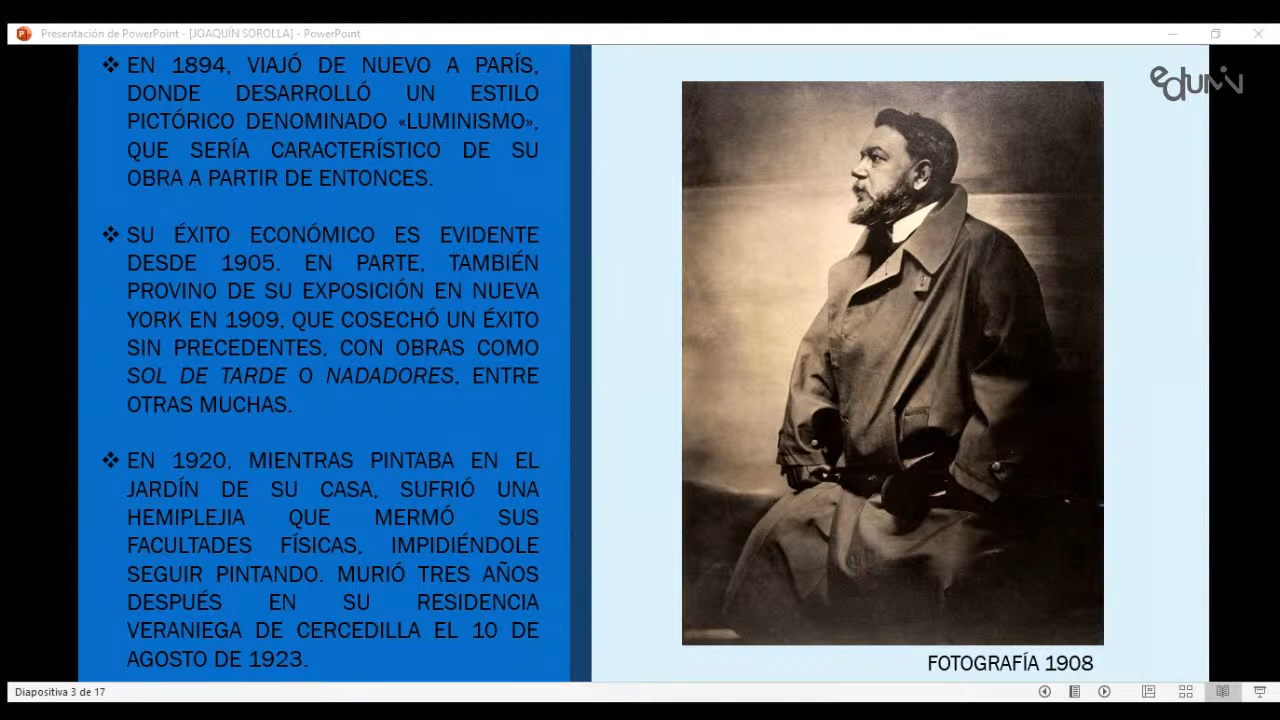 Presentación de PowerPoint - [JOAQUÍN SOROLLA] - PowerPoint
edumiv
❖ EN 1894, VIAJÓ DE NUEVO A PARÍS,
DONDE DESARROLLÓ UN ESTILO
PICTÓRICO DENOMINADO «LUMINISMO»,
QUE SERÍA CARACTERÍSTICO DE SU
OBRA A PARTIR DE ENTONCES.
❖ SU ÉXITO ECONÓMICO ES EVIDENTE
DESDE 1905. EN PARTE, TAMBIÉN
PROVINO DE SU EXPOSICIÓN EN NUEVA
YORK EN 1909, QUE COSECHÓ UN ÉXITO
SIN PRECEDENTES, CON OBRAS COMO
SOL DE TARDE O NADADORES, ENTRE
OTRAS MUCHAS.
❖ EN 1920, MIENTRAS PINTABA EN EL
JARDÍN DE SU CASA, SUFRIÓ UNA
HEMIPLEJIA QUE MERMÓ SUS
FACULTADES FÍSICAS, IMPIDIÉNDOLE
SEGUIR PINTANDO. MURIÓ TRES AÑOS
DESPUÉS EN SU RESIDENCIA
VERANIEGA DE CERCEDILLA EL 10 DE
AGOSTO DE 1923.
FOTOGRAFÍA 1908
Diapositiva 3 de 17